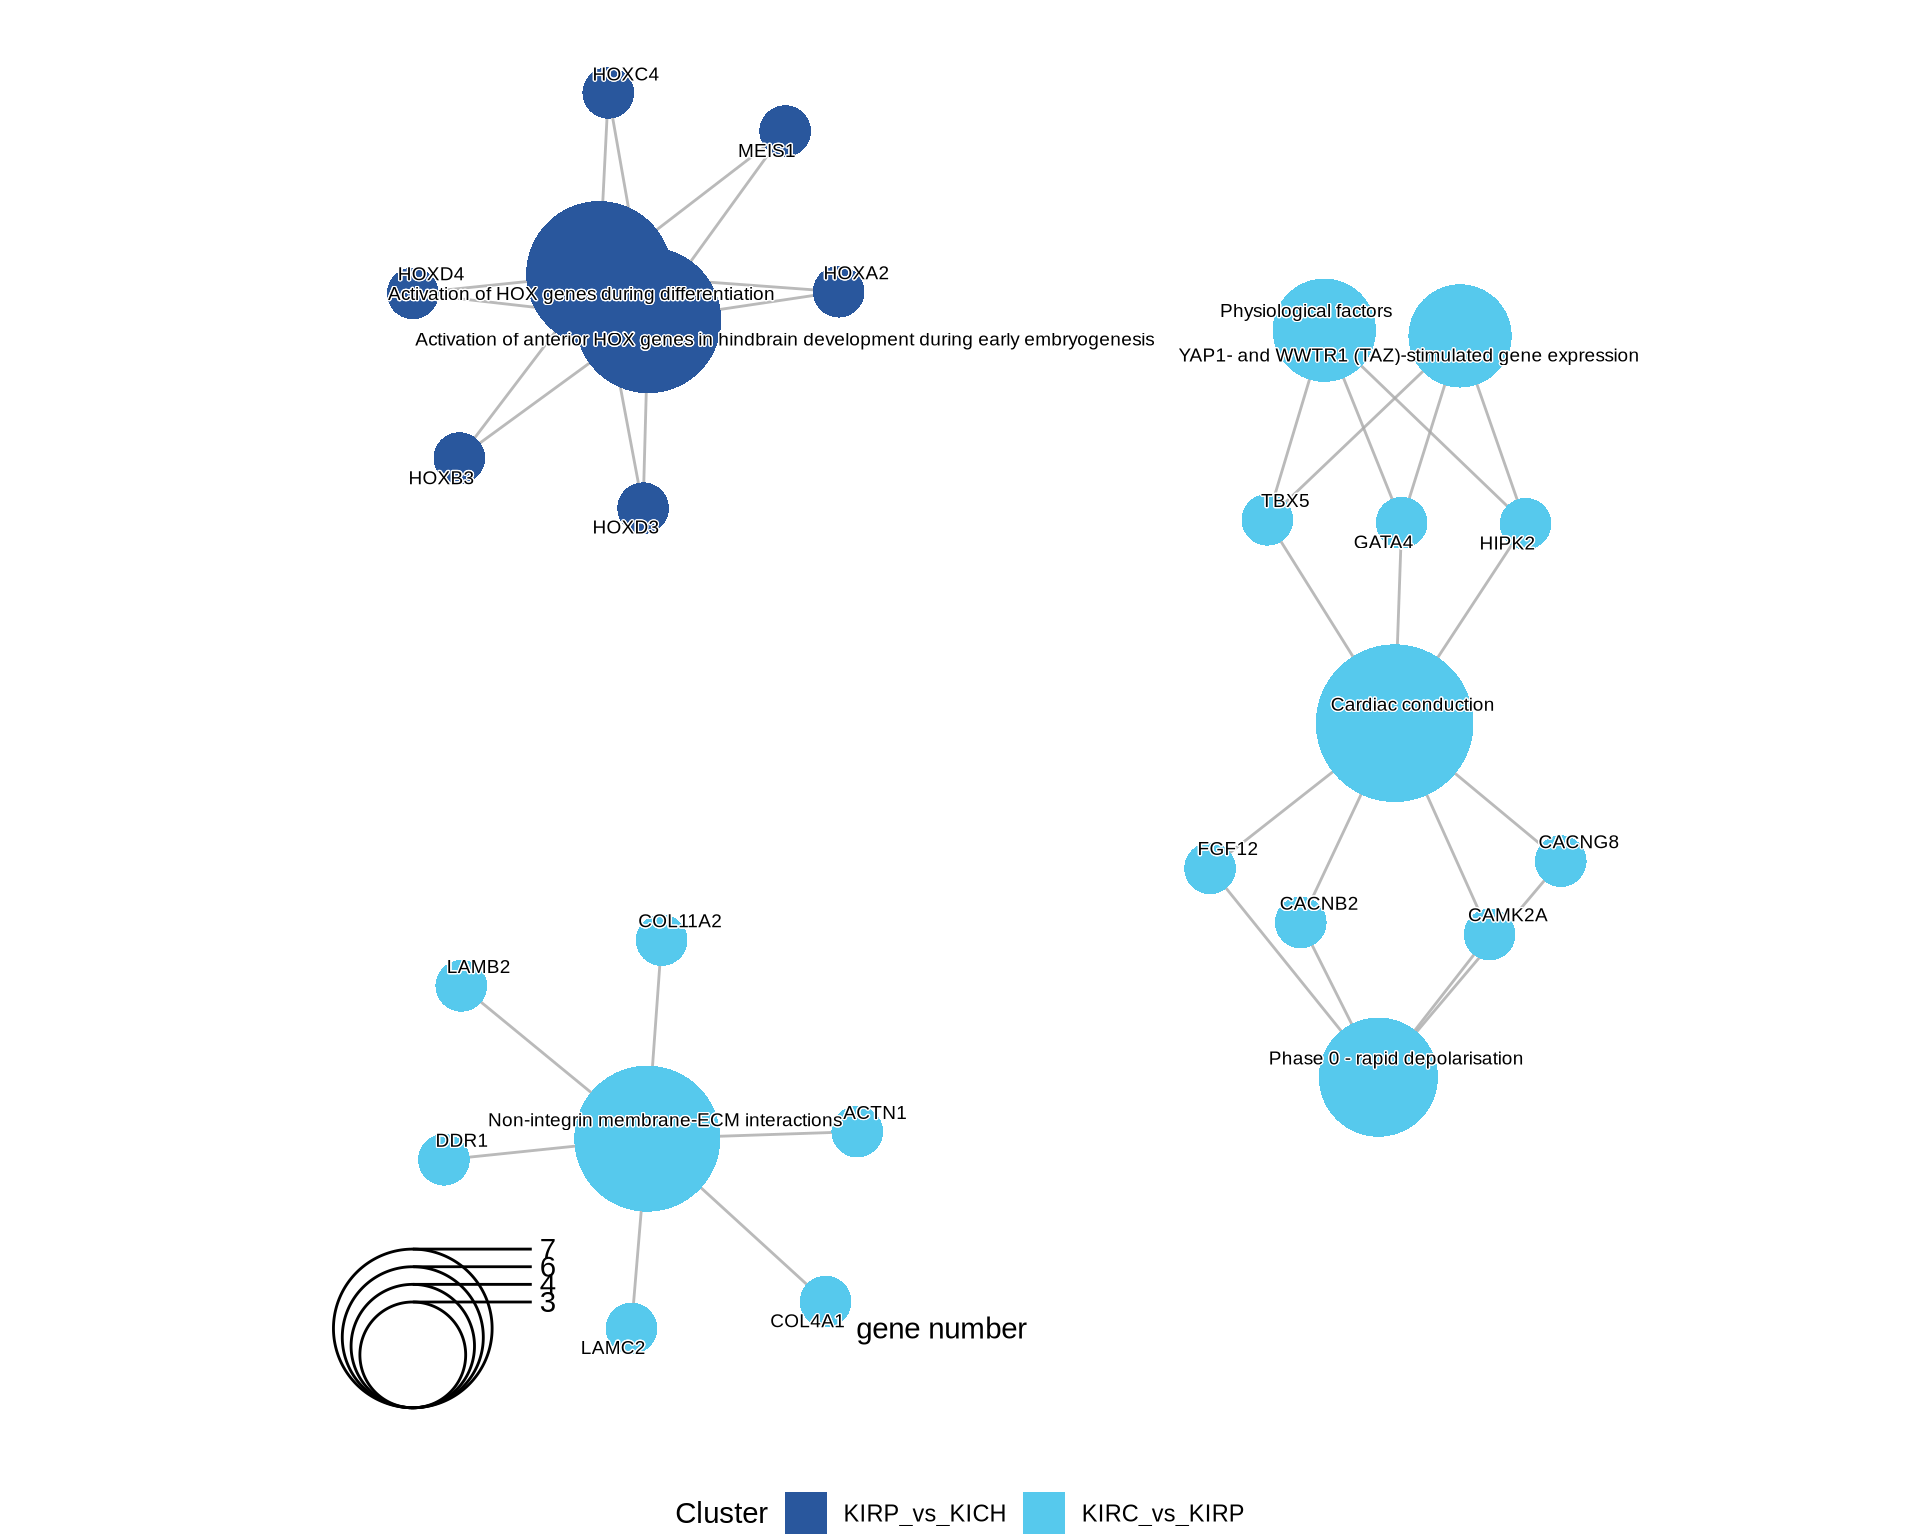 HOXC4
MEIS1
HOXD4
HOXA2
Activation of HOX genes during differentiation
Activation of anterior HOX genes in hindbrain development during early embryogenesis
HOXB3
HOXD3
Physiological factors
YAP1- and WWTR1 (TAZ)-stimulated gene expression
TBX5
GATA4
HIPK2
Cardiac conduction
FGF12
CACNG8
CACNB2
CAMK2A
Phase 0 - rapid depolarisation
COL11A2
LAMB2
Non-integrin membrane-ECM interactions
ACTN1
DDR1
COL4A1
LAMC2
7
6
4
3
gene number
Cluster KIRP_vs_KICH KIRC_vs_KIRP